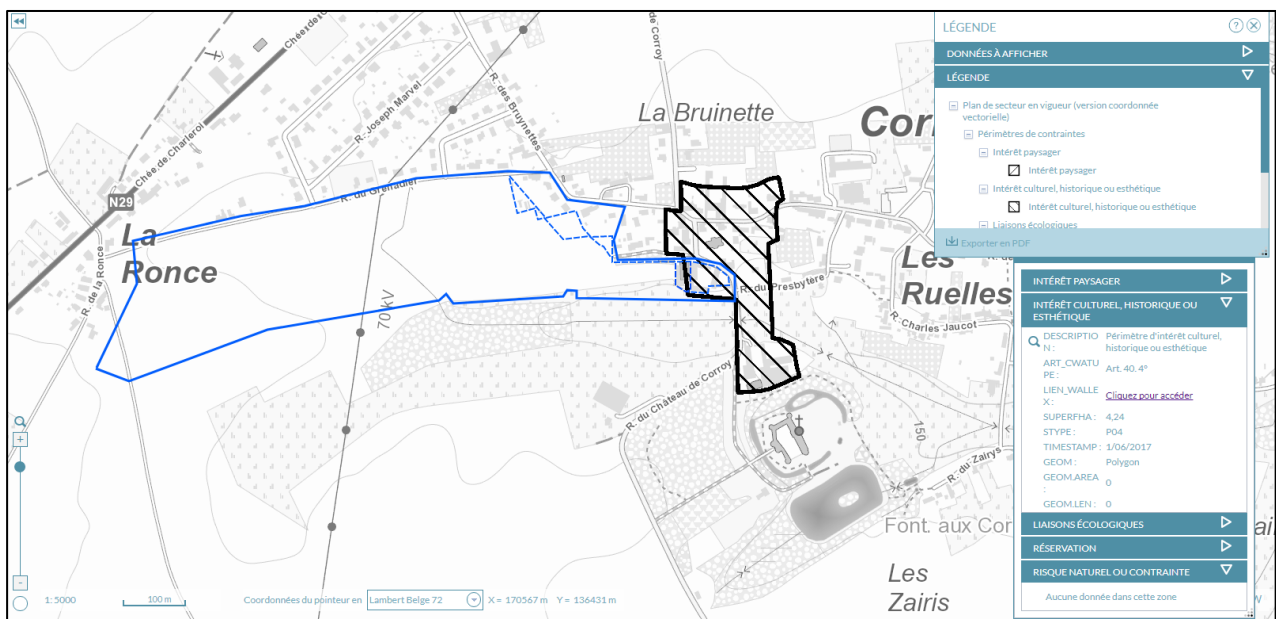 LÉGENDE
DONNÉES À AFFICHER
LÉGENDE
Plan de secteur en vigueur (version coordonnée
vectorielle)
Périmètres de contraintes
Intérêt paysager
Intérêt paysager
Intérêt culturel, historique ou esthétique
Intérêt culturel, historique ou esthétique
Liaisons écologiques
Exporter en PDF
INTÉRÊT PAYSAGER
INTÉRÊT CULTUREL, HISTORIQUE OU
ESTHÉTIQUE
DESCRIPTIO Périmètre d'intérêt culturel,
N : historique ou esthétique
ART_CWATU
PE : Art. 40. 4°
LIEN_WALLE
X : Cliquez pour accéder
SUPERFHA : 4,24
STYPE : P04
TIMESTAMP : 1/06/2017
GEOM : Polygon
GEOM.AREA
: 0
GEOM.LEN : 0
LIAISONS ÉCOLOGIQUES
RÉSERVATION
RISQUE NATUREL OU CONTRAINTE
Aucune donnée dans cette zone
R. de Corroy
R. Joseph Marvel
R. des Bruynettes
La Bruinette
Cor
Chée de Charleroi
N29
R. du Grenadier
La
Ronce
R. de la Ronce
70 kV
Les
Ruelles
R. du Presbytère
R. Charles Jaucot
R. du Château de Corroy
150
R. du Zairys
Font. aux Cor
Les
Zairis
1: 5000
100 m
Coordonnées du pointeur en Lambert Belge 72 X = 170567 m Y = 136431 m